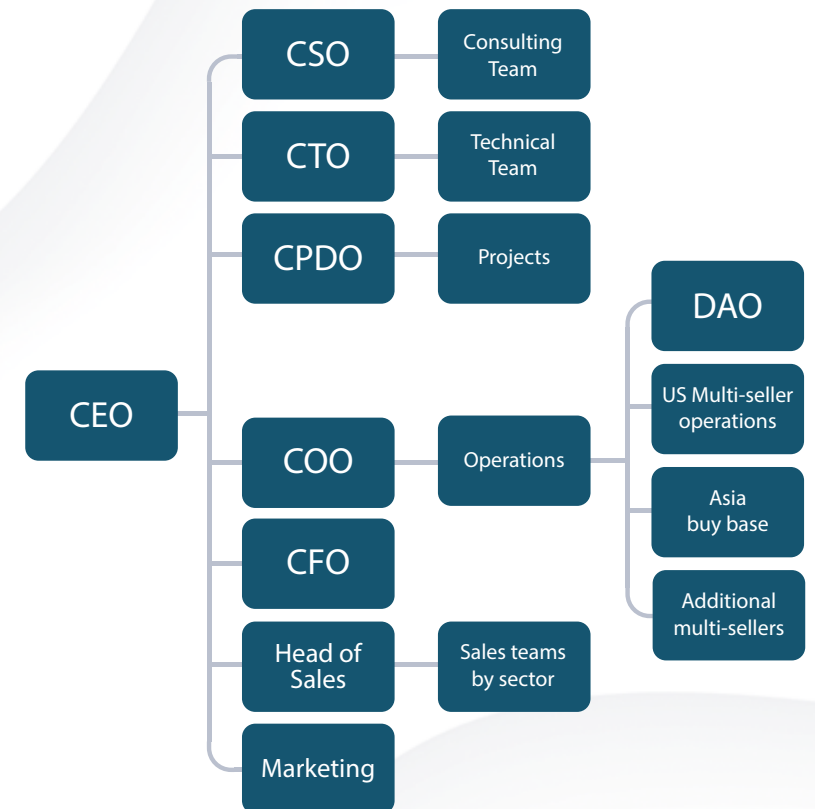 CSO
Consulting
Team
CTO
Technical
Team
CPDO
Projects
DAO
CEO
US Multi-seller
operations
COO
Operations
Asia
buy base
CFO
Additional
multi-sellers
Head of
Sales
Sales teams
by sector
Marketing